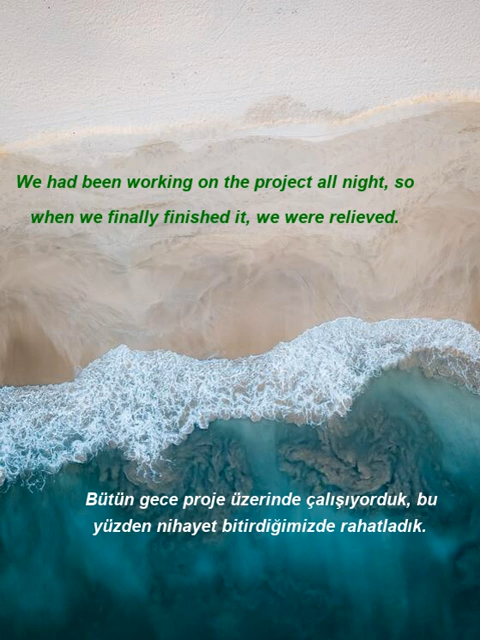 We had been working on the project all night, so
when we finally finished it, we were relieved.
Bütün gece proje üzerinde çalışıyorduk, bu
yüzden nihayet bitirdiğimizde rahatladık.